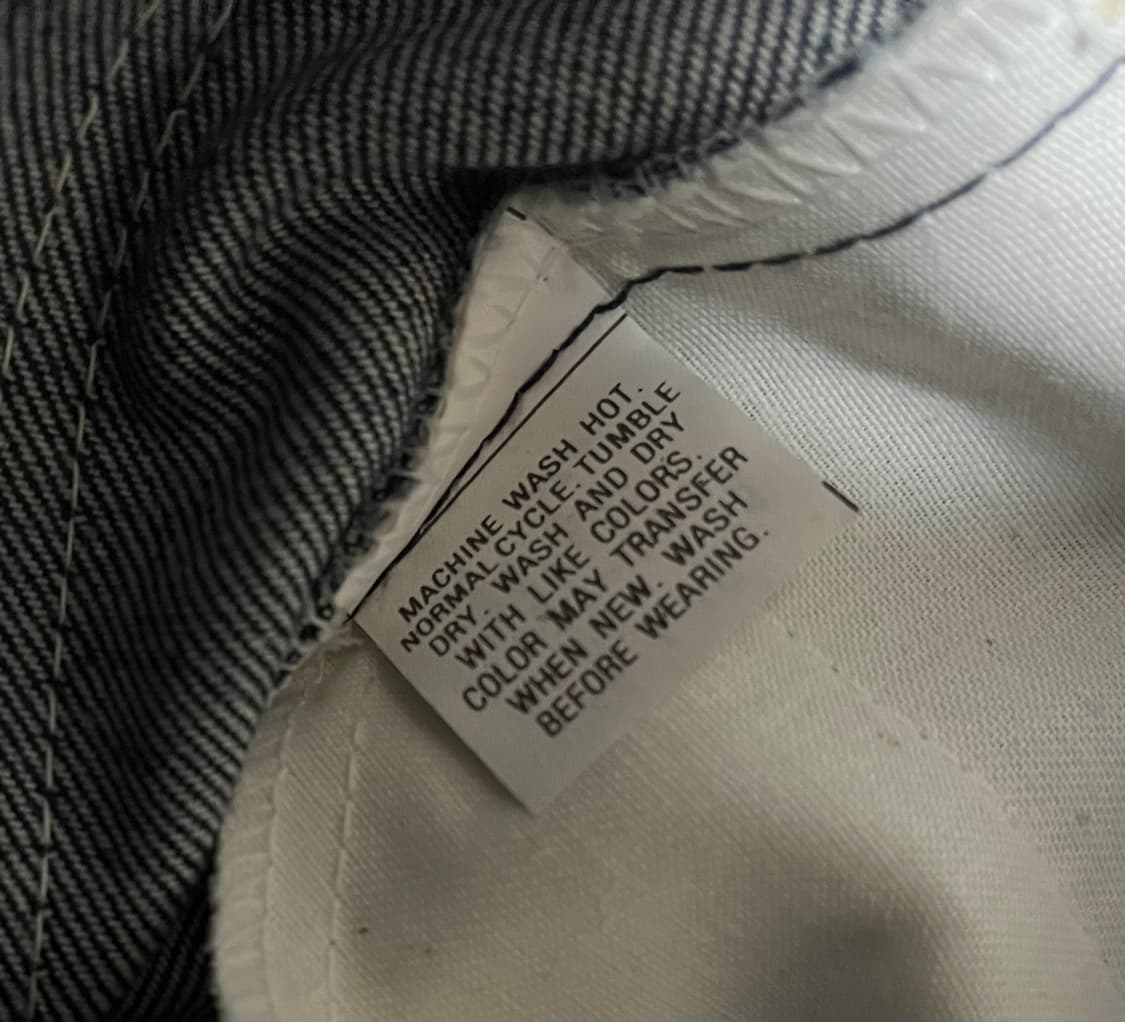 MACHINE WASH HOT.
NORMAL CYCLE. TUMBLE
DRY. WASH AND DRY
WITH LIKE COLORS.
COLOR MAY TRANSFER
WHEN NEW. WASH
BEFORE WEARING.